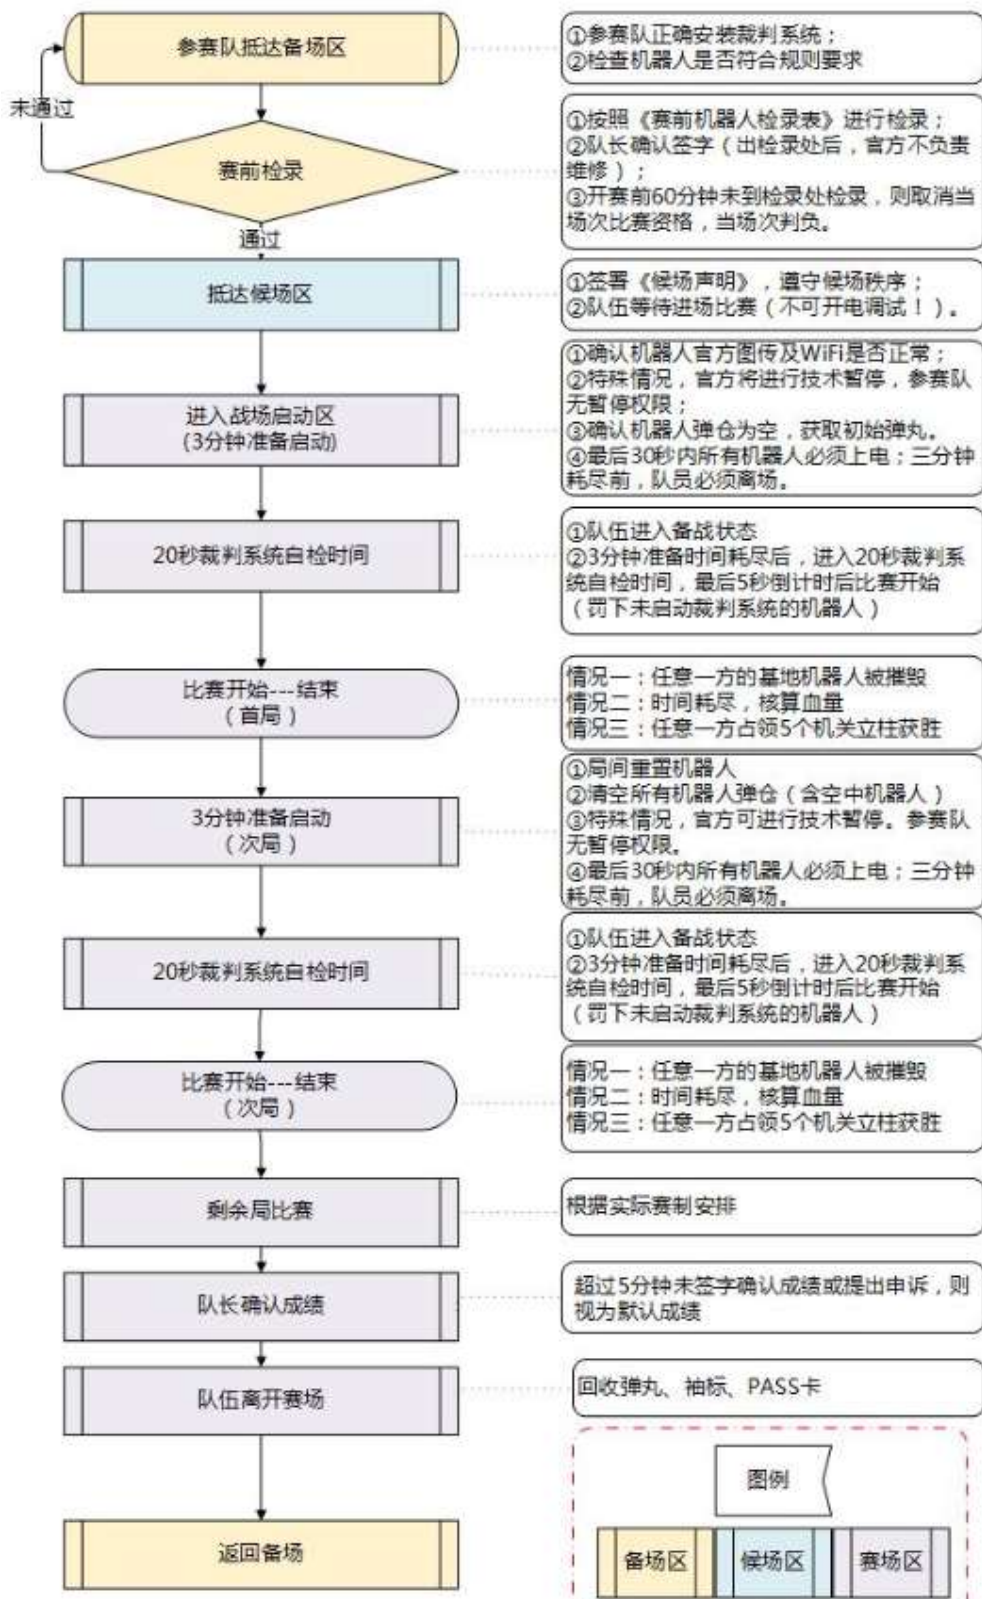 参赛队抵达备场区
①参赛队正确安装裁判系统；
②检查机器人是否符合规则要求
未通过
赛前检录
①按照《赛前机器人检录表》进行检录；
②队长确认签字（出检录处后，官方不负责
维修）；
③开赛前60分钟未到检录处检录，则取消当
场次比赛资格，当场次判负。
通过
抵达候场区
①签署《候场声明》，遵守候场秩序；
②队伍等待进场比赛（不可开电调试！）。
进入战场启动区
(3分钟准备启动)
①确认机器人官方图传及WiFi是否正常；
②特殊情况，官方将进行技术暂停，参赛队
无暂停权限；
③确认机器人弹仓为空，获取初始弹丸。
④最后30秒内所有机器人必须上电；三分钟
耗尽前，队员必须离场。
20秒裁判系统自检时间
①队伍进入备战状态
②3分钟准备时间耗尽后，进入20秒裁判系
统自检时间，最后5秒倒计时后比赛开始
（罚下未启动裁判系统的机器人）
比赛开始---结束
（首局）
情况一：任意一方的基地机器人被摧毁
情况二：时间耗尽，核算血量
情况三：任意一方占领5个机关立柱获胜
3分钟准备启动
（次局）
①局间重置机器人
②清空所有机器人弹仓（含空中机器人）
③特殊情况，官方可进行技术暂停。参赛队
无暂停权限。
④最后30秒内所有机器人必须上电；三分钟
耗尽前，队员必须离场。
20秒裁判系统自检时间
①队伍进入备战状态
②3分钟准备时间耗尽后，进入20秒裁判系
统自检时间，最后5秒倒计时后比赛开始
（罚下未启动裁判系统的机器人）
比赛开始---结束
（次局）
情况一：任意一方的基地机器人被摧毁
情况二：时间耗尽，核算血量
情况三：任意一方占领5个机关立柱获胜
剩余局比赛
根据实际赛制安排
队长确认成绩
超过5分钟未签字确认成绩或提出申诉，则
视为默认成绩
队伍离开赛场
回收弹丸、袖标、PASS卡
返回备场
图例
备场区
候场区
赛场区